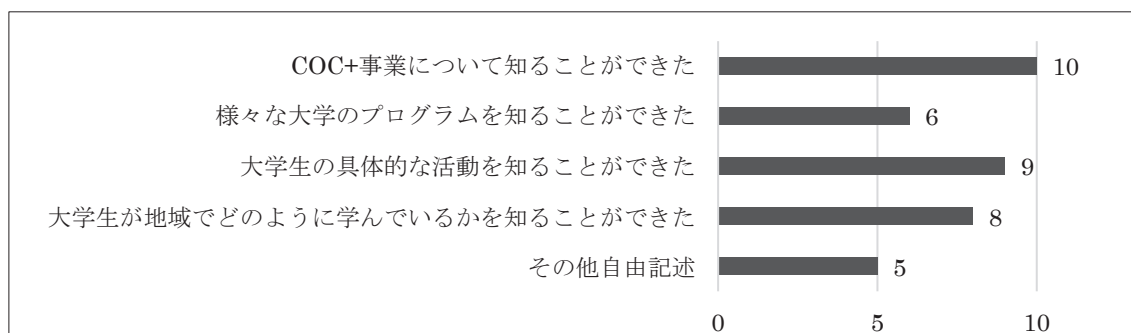 COC+事業について知ることができた 10
様々な大学のプログラムを知ることができた 6
大学生の具体的な活動を知ることができた 9
大学生が地域でどのように学んでいるかを知ることができた 8
その他自由記述 5
0 5 10